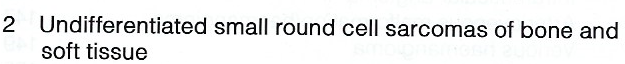 2 Undifferentiated small round cell sarcomas of bone and
soft tissue